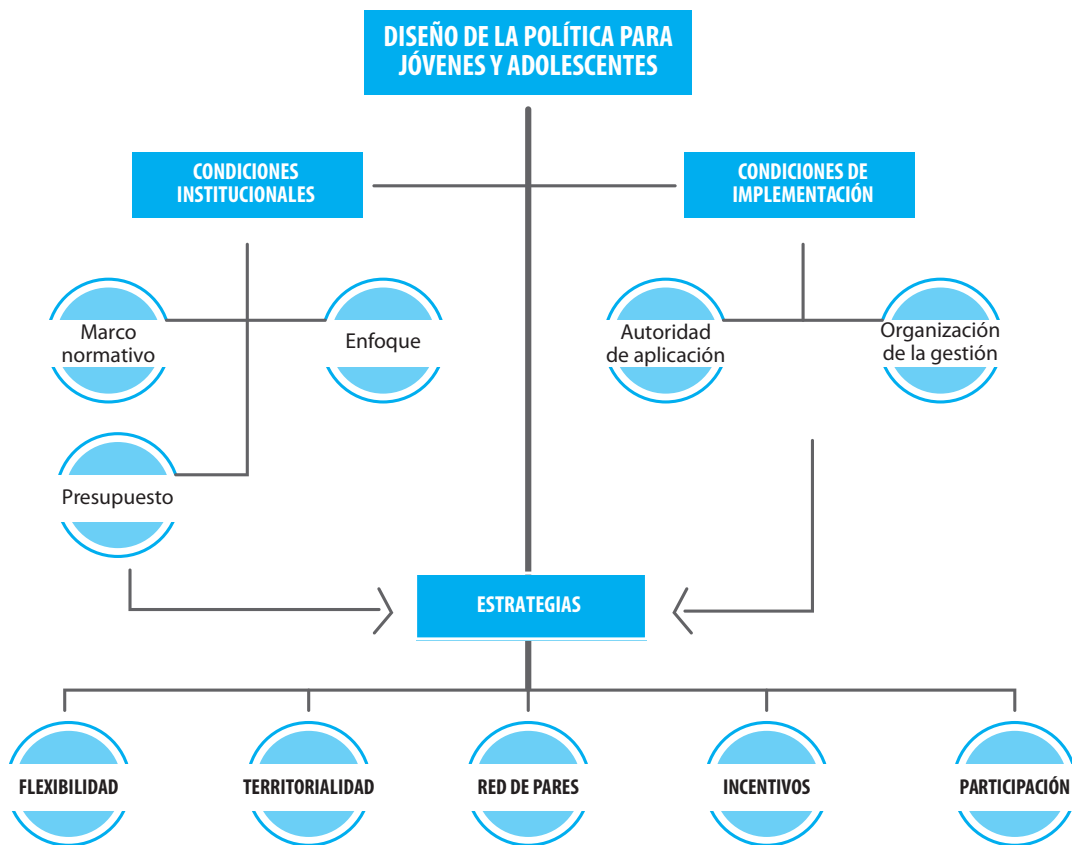 DISEÑO DE LA POLÍTICA PARA
JÓVENES Y ADOLESCENTES
CONDICIONES
INSTITUCIONALES
CONDICIONES DE
IMPLEMENTACIÓN
Marco
normativo
Enfoque
Autoridad
de aplicación
Organización
de la gestión
Presupuesto
ESTRATEGIAS
FLEXIBILIDAD
TERRITORIALIDAD
RED DE PARES
INCENTIVOS
PARTICIPACIÓN